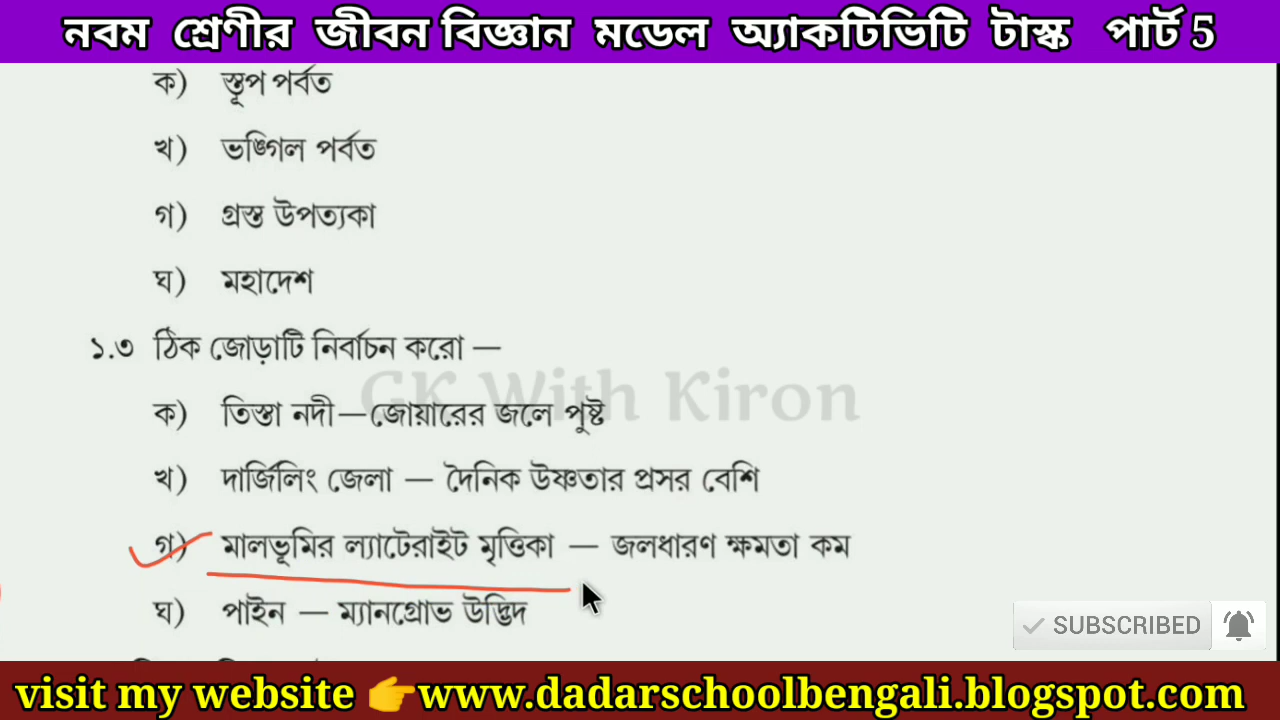 নবম শ্রেণীর জীবন বিজ্ঞান মডেল অ্যাকটিভিটি টাস্ক পার্ট 5
ক) স্তূপ পর্বত
খ) ভঙ্গিল পর্বত
গ) গ্রস্ত উপত্যকা
ঘ) মহাদেশ
১.৩ ঠিক জোড়াটি নির্বাচন করো —
GK With Kiron
ক) তিস্তা নদী—জোয়ারের জলে পুষ্ট
খ) দার্জিলিং জেলা — দৈনিক উষ্ণতার প্রসর বেশি
গ) মালভূমির ল্যাটেরাইট মৃত্তিকা — জলধারণ ক্ষমতা কম
ঘ) পাইন — ম্যানগ্রোভ উদ্ভিদ
SUBSCRIBED
visit my website 👉www.dadarschoolbengali.blogspot.com